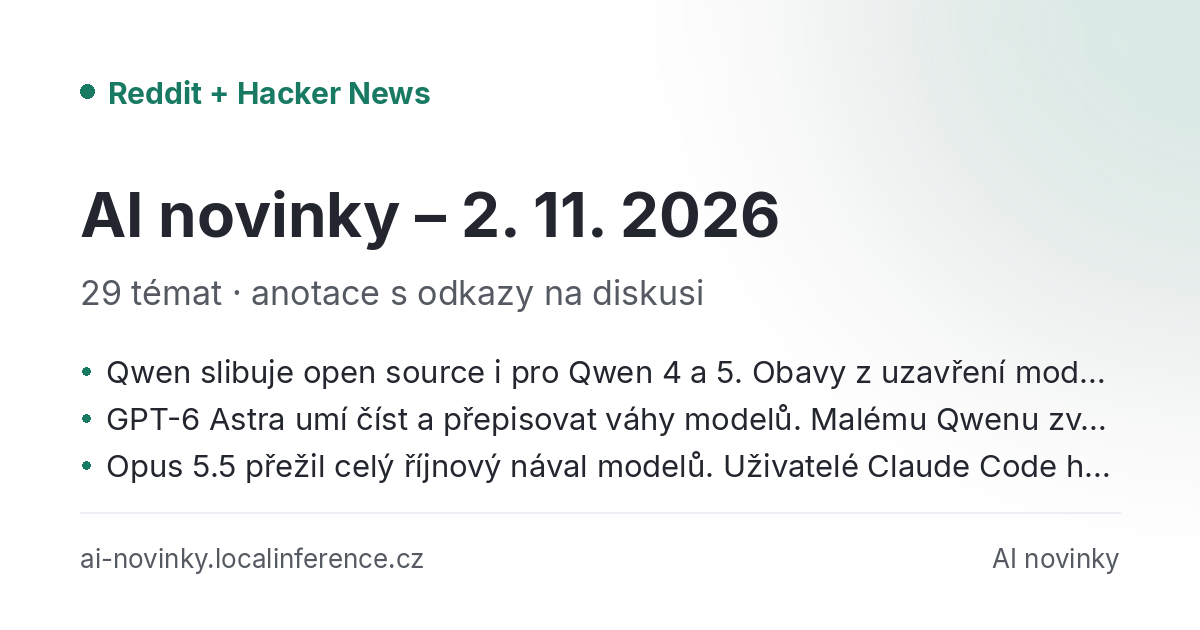 Reddit + Hacker News
AI novinky – 2. 11. 2026
29 témat · anotace s odkazy na diskusi
• Qwen slibuje open source i pro Qwen 4 a 5. Obavy z uzavření mod…
• GPT-6 Astra umí číst a přepisovat váhy modelů. Malému Qwenu zv…
• Opus 5.5 přežil celý říjnový nával modelů. Uživatelé Claude Code h…
ai-novinky.localinference.cz
AI novinky